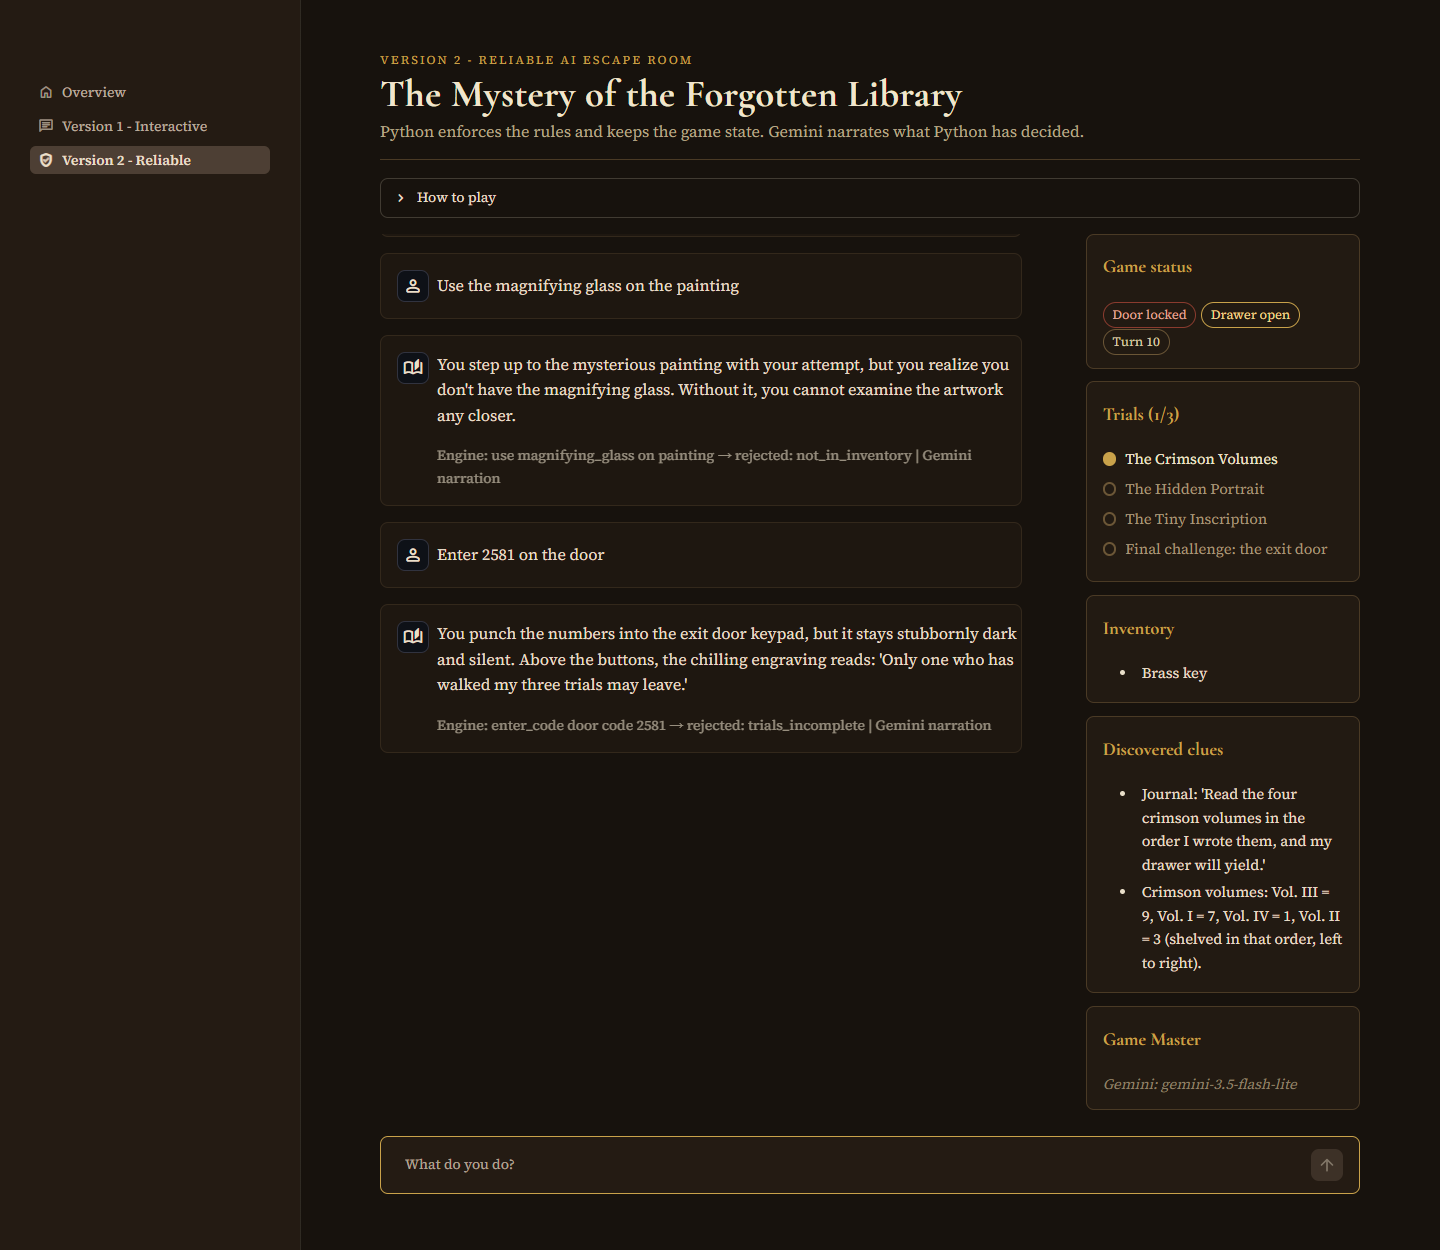 Overview
Version 1 - Interactive
Version 2 - Reliable
VERSION 2 - RELIABLE AI ESCAPE ROOM
The Mystery of the Forgotten Library
Python enforces the rules and keeps the game state. Gemini narrates what Python has decided.
How to play
Use the magnifying glass on the painting
You step up to the mysterious painting with your attempt, but you realize you
don't have the magnifying glass. Without it, you cannot examine the artwork
any closer.
Engine: use magnifying_glass on painting → rejected: not_in_inventory | Gemini
narration
Enter 2581 on the door
You punch the numbers into the exit door keypad, but it stays stubbornly dark
and silent. Above the buttons, the chilling engraving reads: 'Only one who has
walked my three trials may leave.'
Engine: enter_code door code 2581 → rejected: trials_incomplete | Gemini narration
Game status
Door locked
Drawer open
Turn 10
Trials (1/3)
The Crimson Volumes
The Hidden Portrait
The Tiny Inscription
Final challenge: the exit door
Inventory
• Brass key
Discovered clues
• Journal: 'Read the four
crimson volumes in the
order I wrote them, and my
drawer will yield.'
• Crimson volumes: Vol. III =
9, Vol. I = 7, Vol. IV = 1, Vol. II
= 3 (shelved in that order, left
to right).
Game Master
Gemini: gemini-3.5-flash-lite
What do you do?